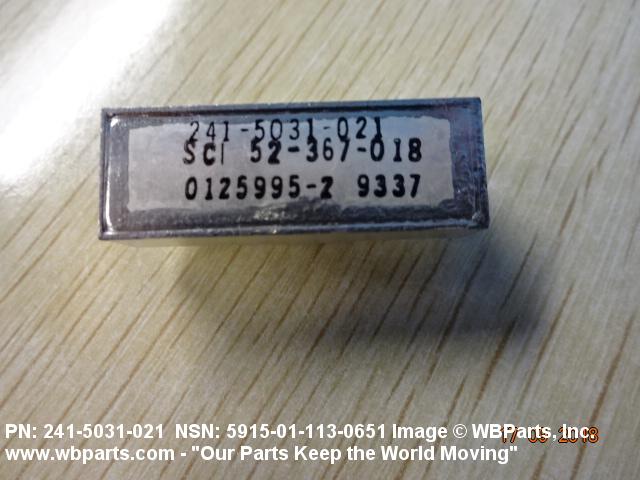 241-5031-021
SCI 52-367-018
0125995-2 9337
PN: 241-5031-021 NSN: 5915-01-113-0651 Image © WBParts, Inc
www.wbparts.com - "Our Parts Keep the World Moving"